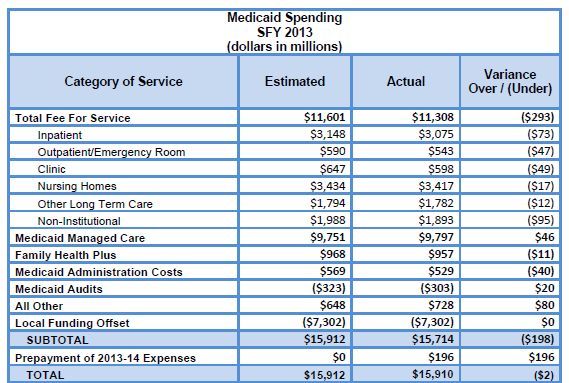 Medicaid Spending
SFY 2013
(dollars in millions)
Category of Service Estimated Actual Variance Over / (Under)
Total Fee For Service $11,601 $11,308 ($293)
Inpatient $3,148 $3,075 ($73)
Outpatient/Emergency Room $590 $543 ($47)
Clinic $647 $598 ($49)
Nursing Homes $3,434 $3,417 ($17)
Other Long Term Care $1,794 $1,782 ($12)
Non-Institutional $1,988 $1,893 ($95)
Medicaid Managed Care $9,751 $9,797 $46
Family Health Plus $968 $957 ($11)
Medicaid Administration Costs $569 $529 ($40)
Medicaid Audits ($323) ($303) $20
All Other $648 $728 $80
Local Funding Offset ($7,302) ($7,302) $0
SUBTOTAL $15,912 $15,714 ($198)
Prepayment of 2013-14 Expenses $0 $196 $196
TOTAL $15,912 $15,910 ($2)